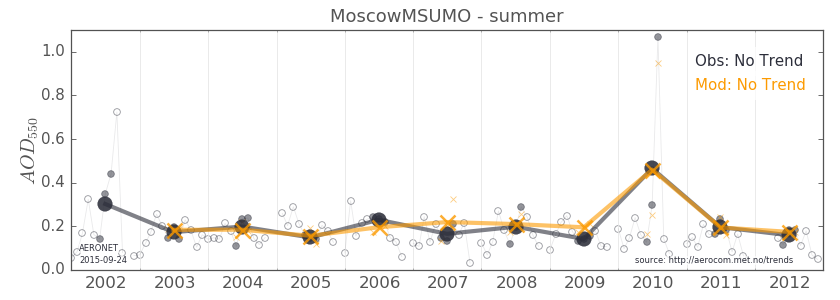 MoscowMSUMO - summer
AOD550
1.0
0.8
0.6
0.4
0.2
0.0
Obs: No Trend
Mod: No Trend
AERONET
2015-09-24
source: http://aerocom.met.no/trends
2002 2003 2004 2005 2006 2007 2008 2009 2010 2011 2012